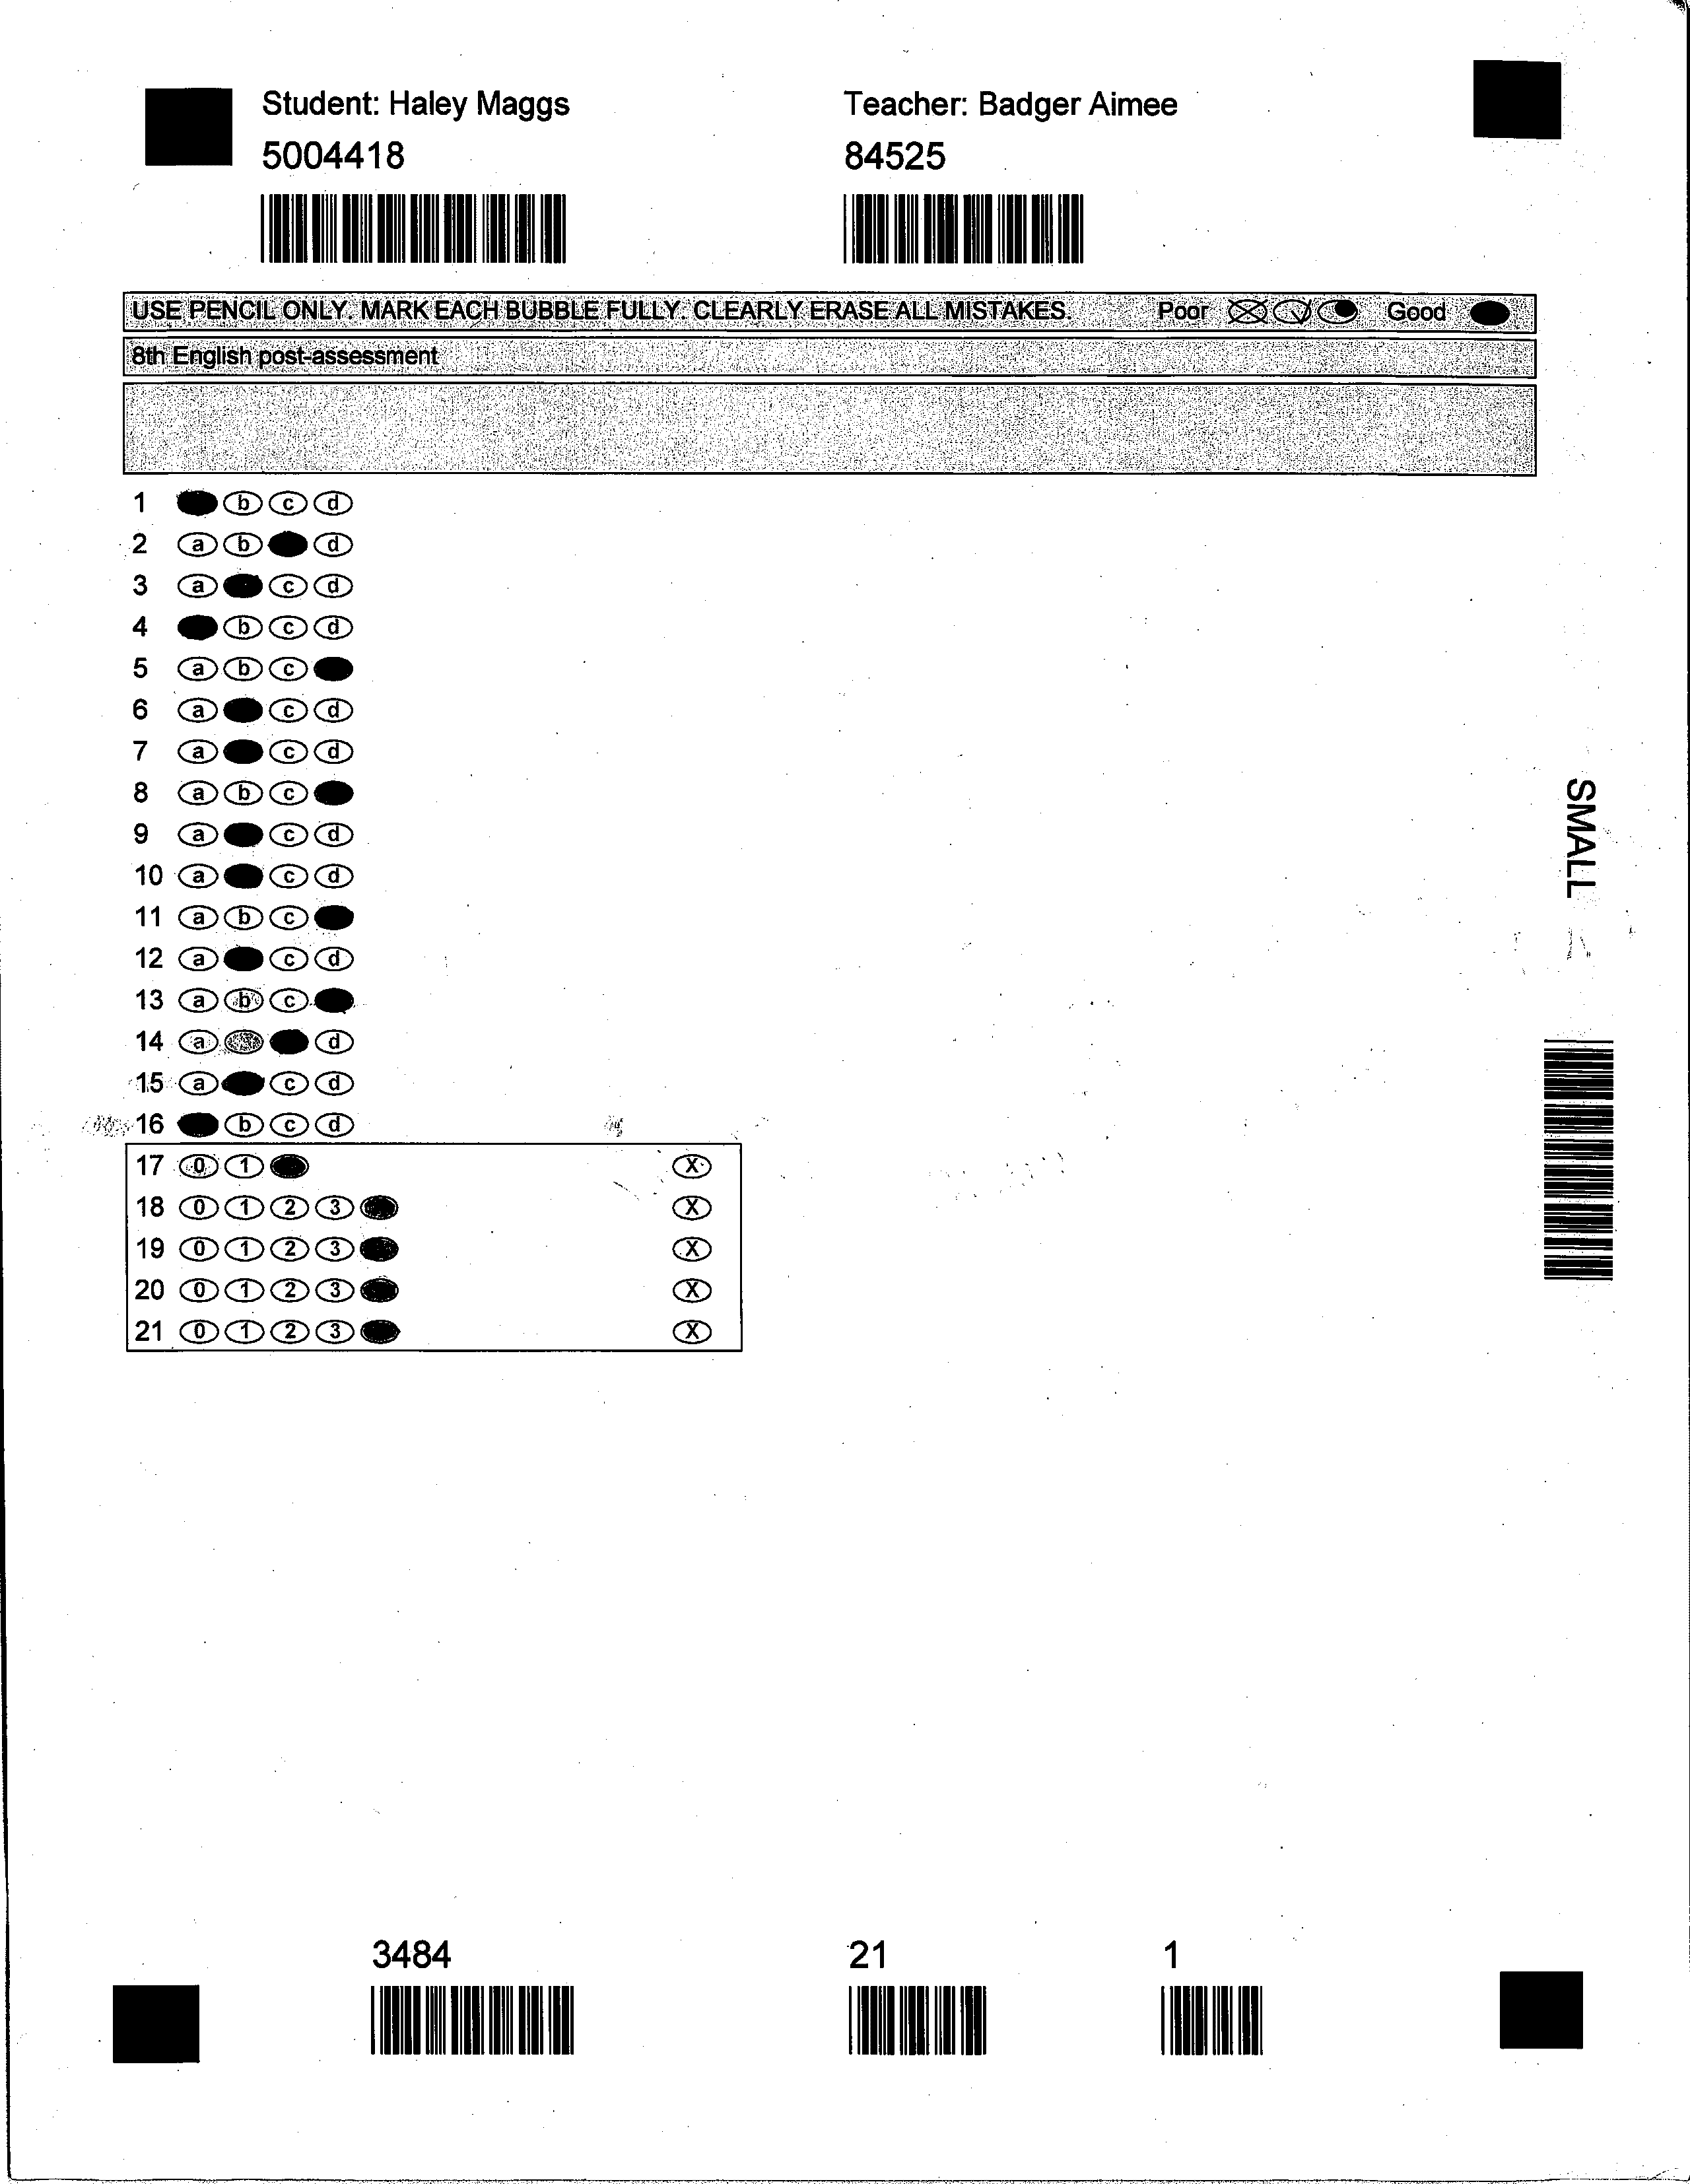 Student: Haley Maggs
Teacher: Badger Aimee
5004418
84525
USE PENCIL ONLY. MARK EACH BUBBLE FULLY. CLEARLY ERASE ALL MISTAKES. Poor Good
8th English post-assessment
1 b c d
2 a b d
3 a c d
4 b c d
5 a b c
6 a c d
7 a c d
8 a b c
9 a c d
10 a c d
11 a b c
12 a c d
13 a b c
14 a d
15 a c d
16 b c d
17 0 1 X
18 0 1 2 3 X
19 0 1 2 3 X
20 0 1 2 3 X
21 0 1 2 3 X
SMALL
3484 21 1